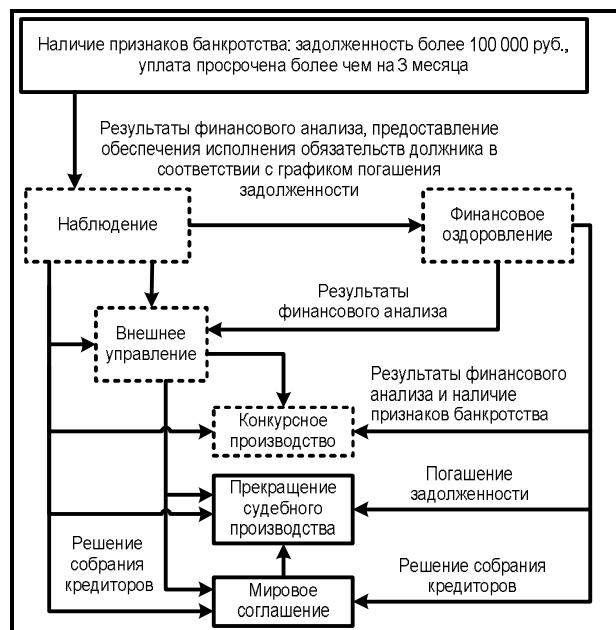 Наличие признаков банкротства: задолженность более 100 000 руб.,
уплата просрочена более чем на 3 месяца
Результаты финансового анализа, предоставление
обеспечения исполнения обязательств должника в
соответствии с графиком погашения
задолженности
Наблюдение
Финансовое
оздоровление
Результаты
финансового анализа
Внешнее
управление
Результаты финансового
анализа и наличие
признаков банкротства
Конкурсное
производство
Прекращение
судебного
производства
Погашение
задолженности
Решение
собрания
кредиторов
Мировое
соглашение
Решение собрания
кредиторов